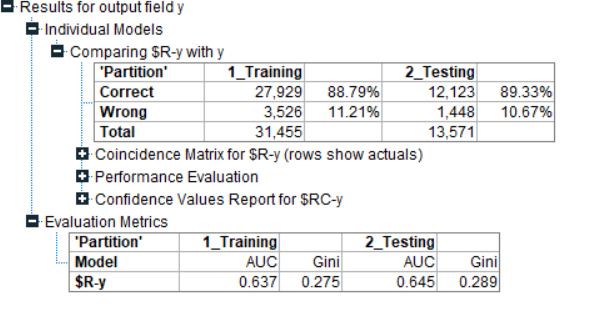 Results for output field y
Individual Models
Comparing $R-y with y
'Partition' 1_Training 2_Testing
Correct 27,929 88.79% 12,123 89.33%
Wrong 3,526 11.21% 1,448 10.67%
Total 31,455 13,571
Coincidence Matrix for $R-y (rows show actuals)
Performance Evaluation
Confidence Values Report for $RC-y
Evaluation Metrics
'Partition' 1_Training 2_Testing
Model AUC Gini AUC Gini
$R-y 0.637 0.275 0.645 0.289